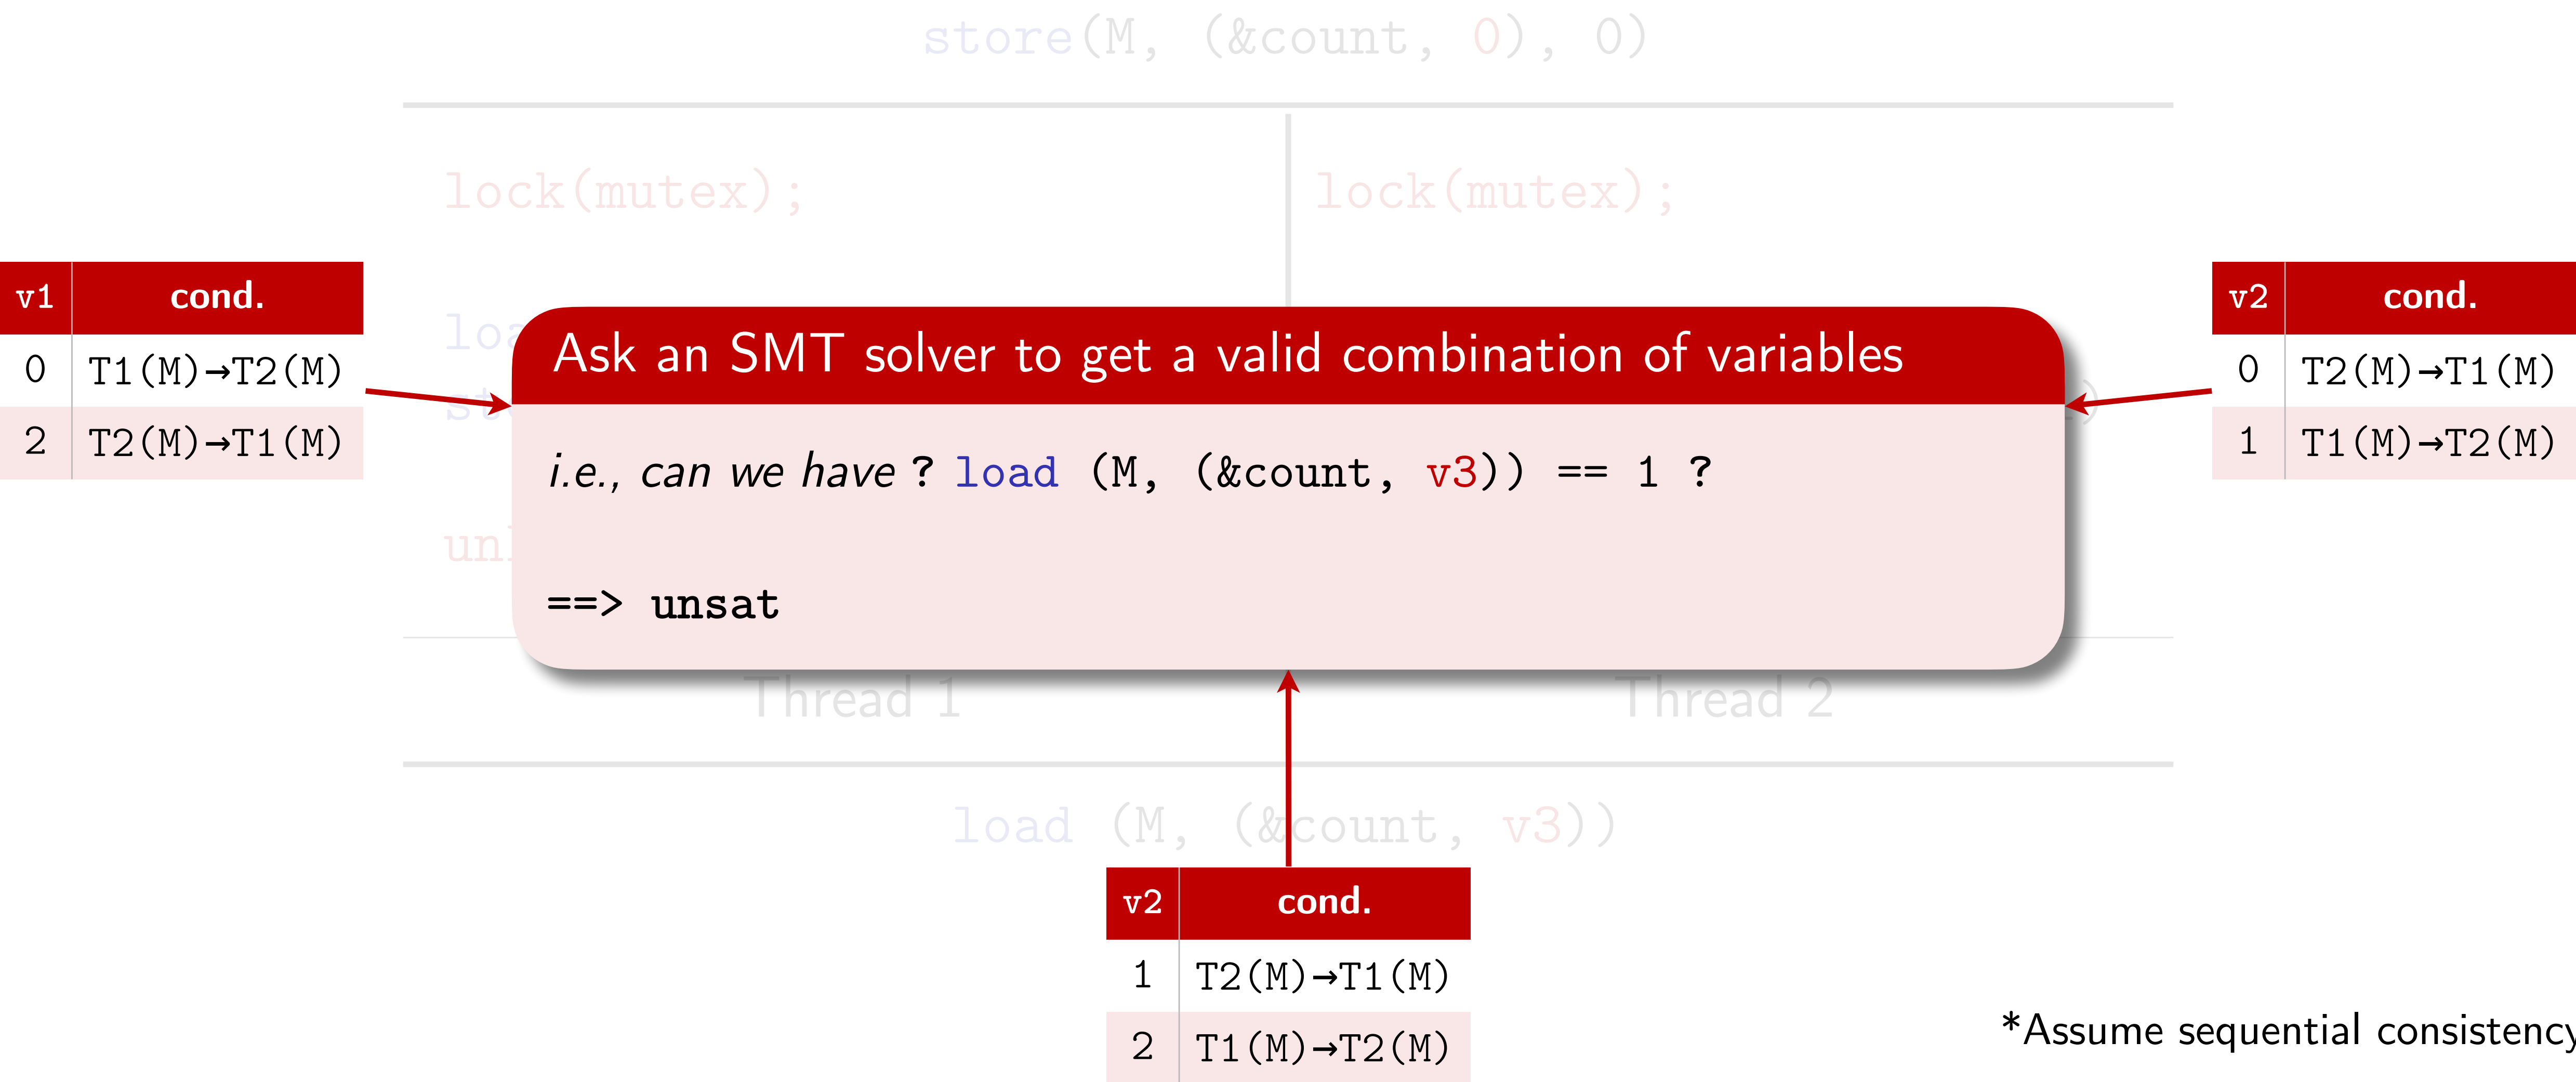 store(M, (&count, 0), 0)
lock(mutex);
lock(mutex);
v1 cond.
0 T1(M)→T2(M)
2 T2(M)→T1(M)
Ask an SMT solver to get a valid combination of variables
i.e., can we have ? load (M, (&count, v3)) == 1 ?
==> unsat
v2 cond.
0 T2(M)→T1(M)
1 T1(M)→T2(M)
Thread 1
Thread 2
load (M, (&count, v3))
v2 cond.
1 T2(M)→T1(M)
2 T1(M)→T2(M)
*Assume sequential consistency